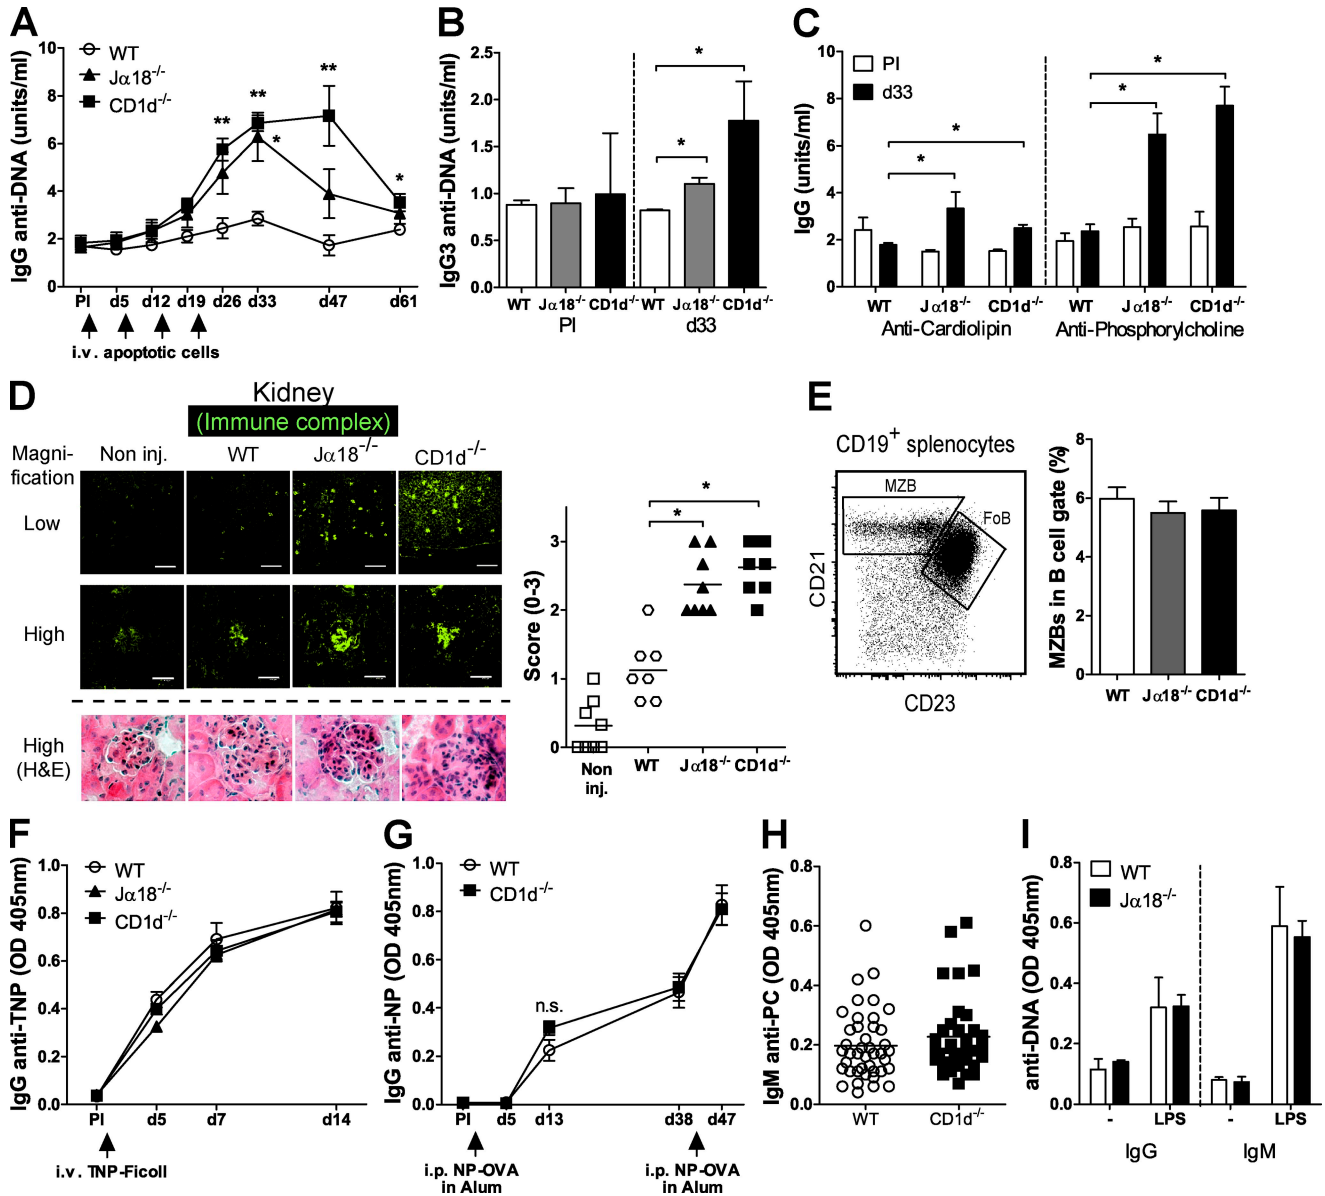 A
IgG anti-DNA (units/ml)
10
8
6
4
2
0
WT
Jα18-/-
CD1d-/-
**
**
**
*
*
PI d5 d12 d19 d26 d33 d47 d61
i.v. apoptotic cells
B
IgG3 anti-DNA (units/ml)
2.5
2.0
1.5
1.0
0.5
0.0
*
*
WT Jα18-/- CD1d-/- WT Jα18-/- CD1d-/-
PI d33
C
IgG (units/ml)
10
8
6
4
2
0
PI
d33
*
*
*
*
WT Jα18-/- CD1d-/- WT Jα18-/- CD1d-/-
Anti-Cardiolipin Anti-Phosphorylcholine
D
Kidney
(Immune complex)
Magni-
fication
Non inj. WT Jα18-/- CD1d-/-
Low
High
High
(H&E)
Score (0-3)
3
2
1
0
*
*
Non
inj.
WT Jα18-/- CD1d-/-
E
CD19+ splenocytes
MZB
FoB
CD21
CD23
MZBs in B cell gate (%)
8
6
4
2
0
WT Jα18-/- CD1d-/-
F
IgG anti-TNP (OD 405nm)
1.0
0.8
0.6
0.4
0.2
0.0
WT
Jα18-/-
CD1d-/-
PI d5 d7 d14
i.v. TNP-Ficoll
G
IgG anti-NP (OD 405nm)
1.0
0.8
0.6
0.4
0.2
0.0
WT
CD1d-/-
n.s.
PI d5 d13 d38 d47
i.p. NP-OVA
in Alum
i.p. NP-OVA
in Alum
H
IgM anti-PC (OD 405nm)
0.8
0.6
0.4
0.2
0.0
WT CD1d-/-
I
anti-DNA (OD 405nm)
0.8
0.6
0.4
0.2
0.0
WT
Jα18-/-
- LPS - LPS
IgG IgM